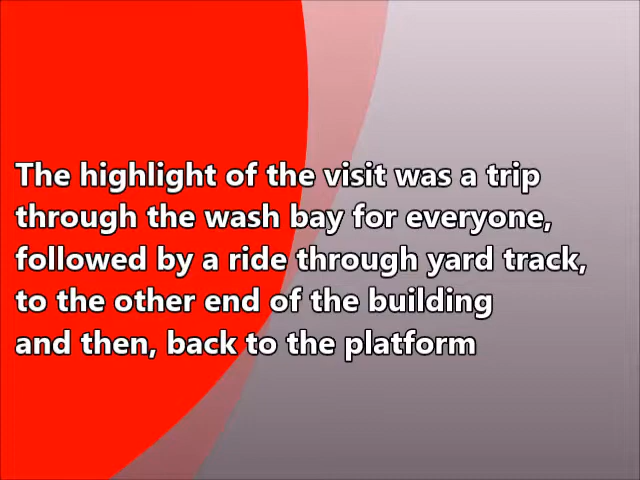 The highlight of the visit was a trip
through the wash bay for everyone,
followed by a ride through yard track,
to the other end of the building
and then, back to the platform